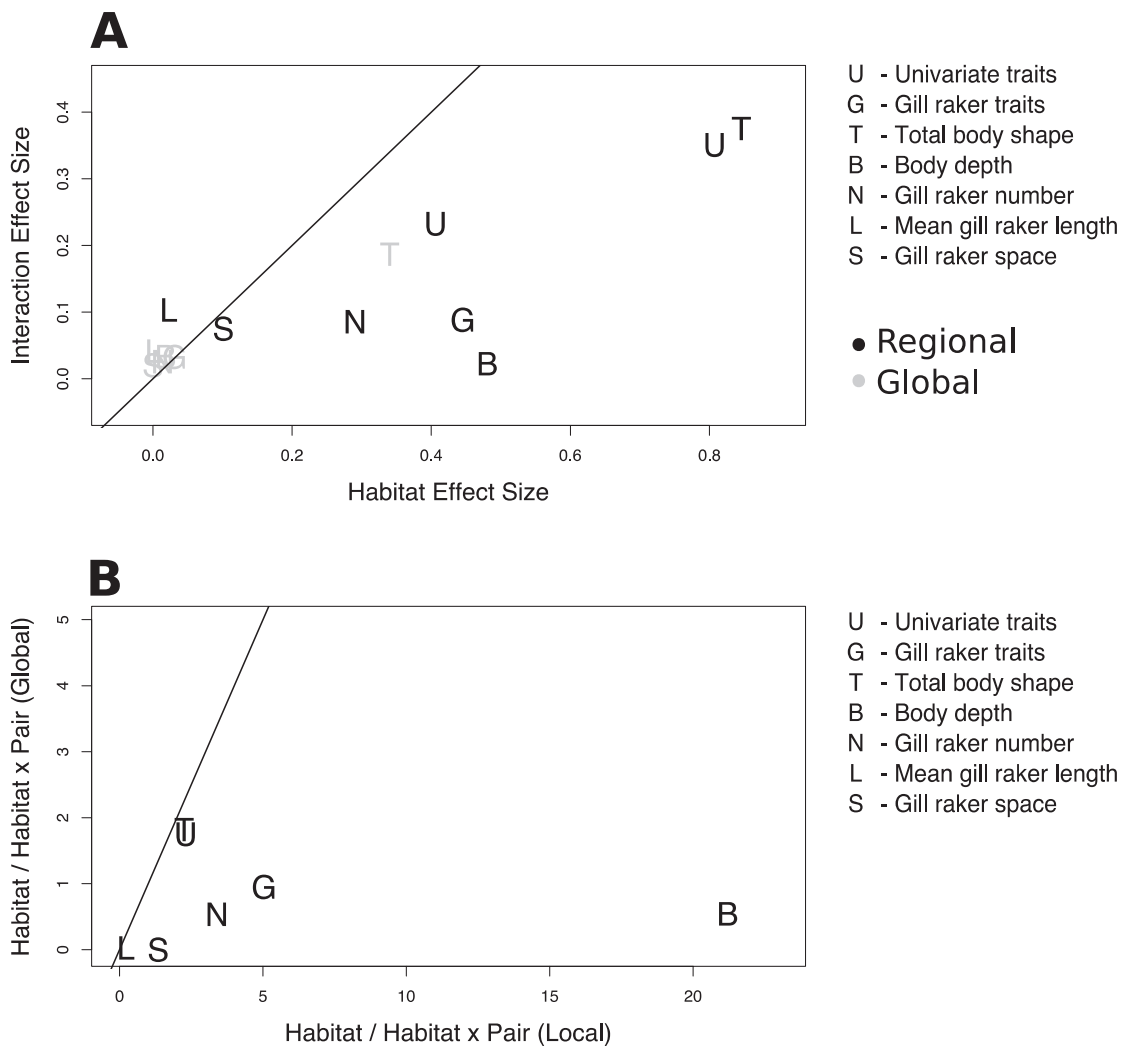 A
Interaction Effect Size
0.4
0.3
0.2
0.1
0.0
U
T
U
T
L
S
N
G
B
G
0.0 0.2 0.4 0.6 0.8
Habitat Effect Size
U - Univariate traits
G - Gill raker traits
T - Total body shape
B - Body depth
N - Gill raker number
L - Mean gill raker length
S - Gill raker space
Regional
Global
B
Habitat / Habitat x Pair (Global)
5
4
3
2
1
0
T
U
G
N
B
L
S
0 5 10 15 20
Habitat / Habitat x Pair (Local)
U - Univariate traits
G - Gill raker traits
T - Total body shape
B - Body depth
N - Gill raker number
L - Mean gill raker length
S - Gill raker space